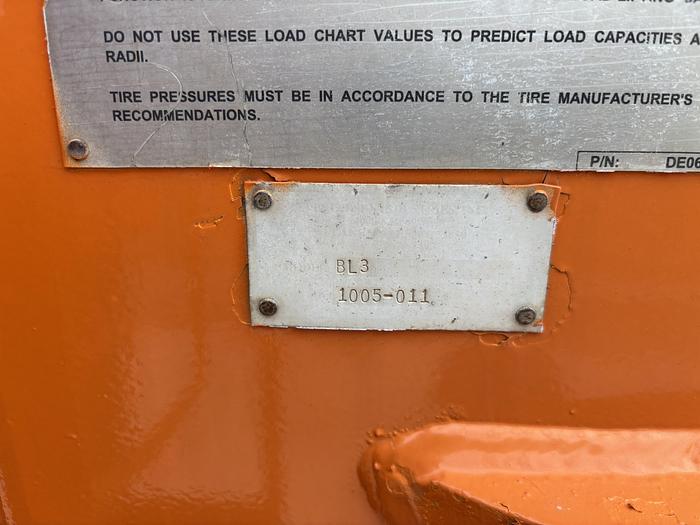 DO NOT USE THESE LOAD CHART VALUES TO PREDICT LOAD CAPACITIES
RADII.
TIRE PRESSURES MUST BE IN ACCORDANCE TO THE TIRE MANUFACTURER'S
RECOMMENDATIONS.
P/N: DE06
BL3
1005-011